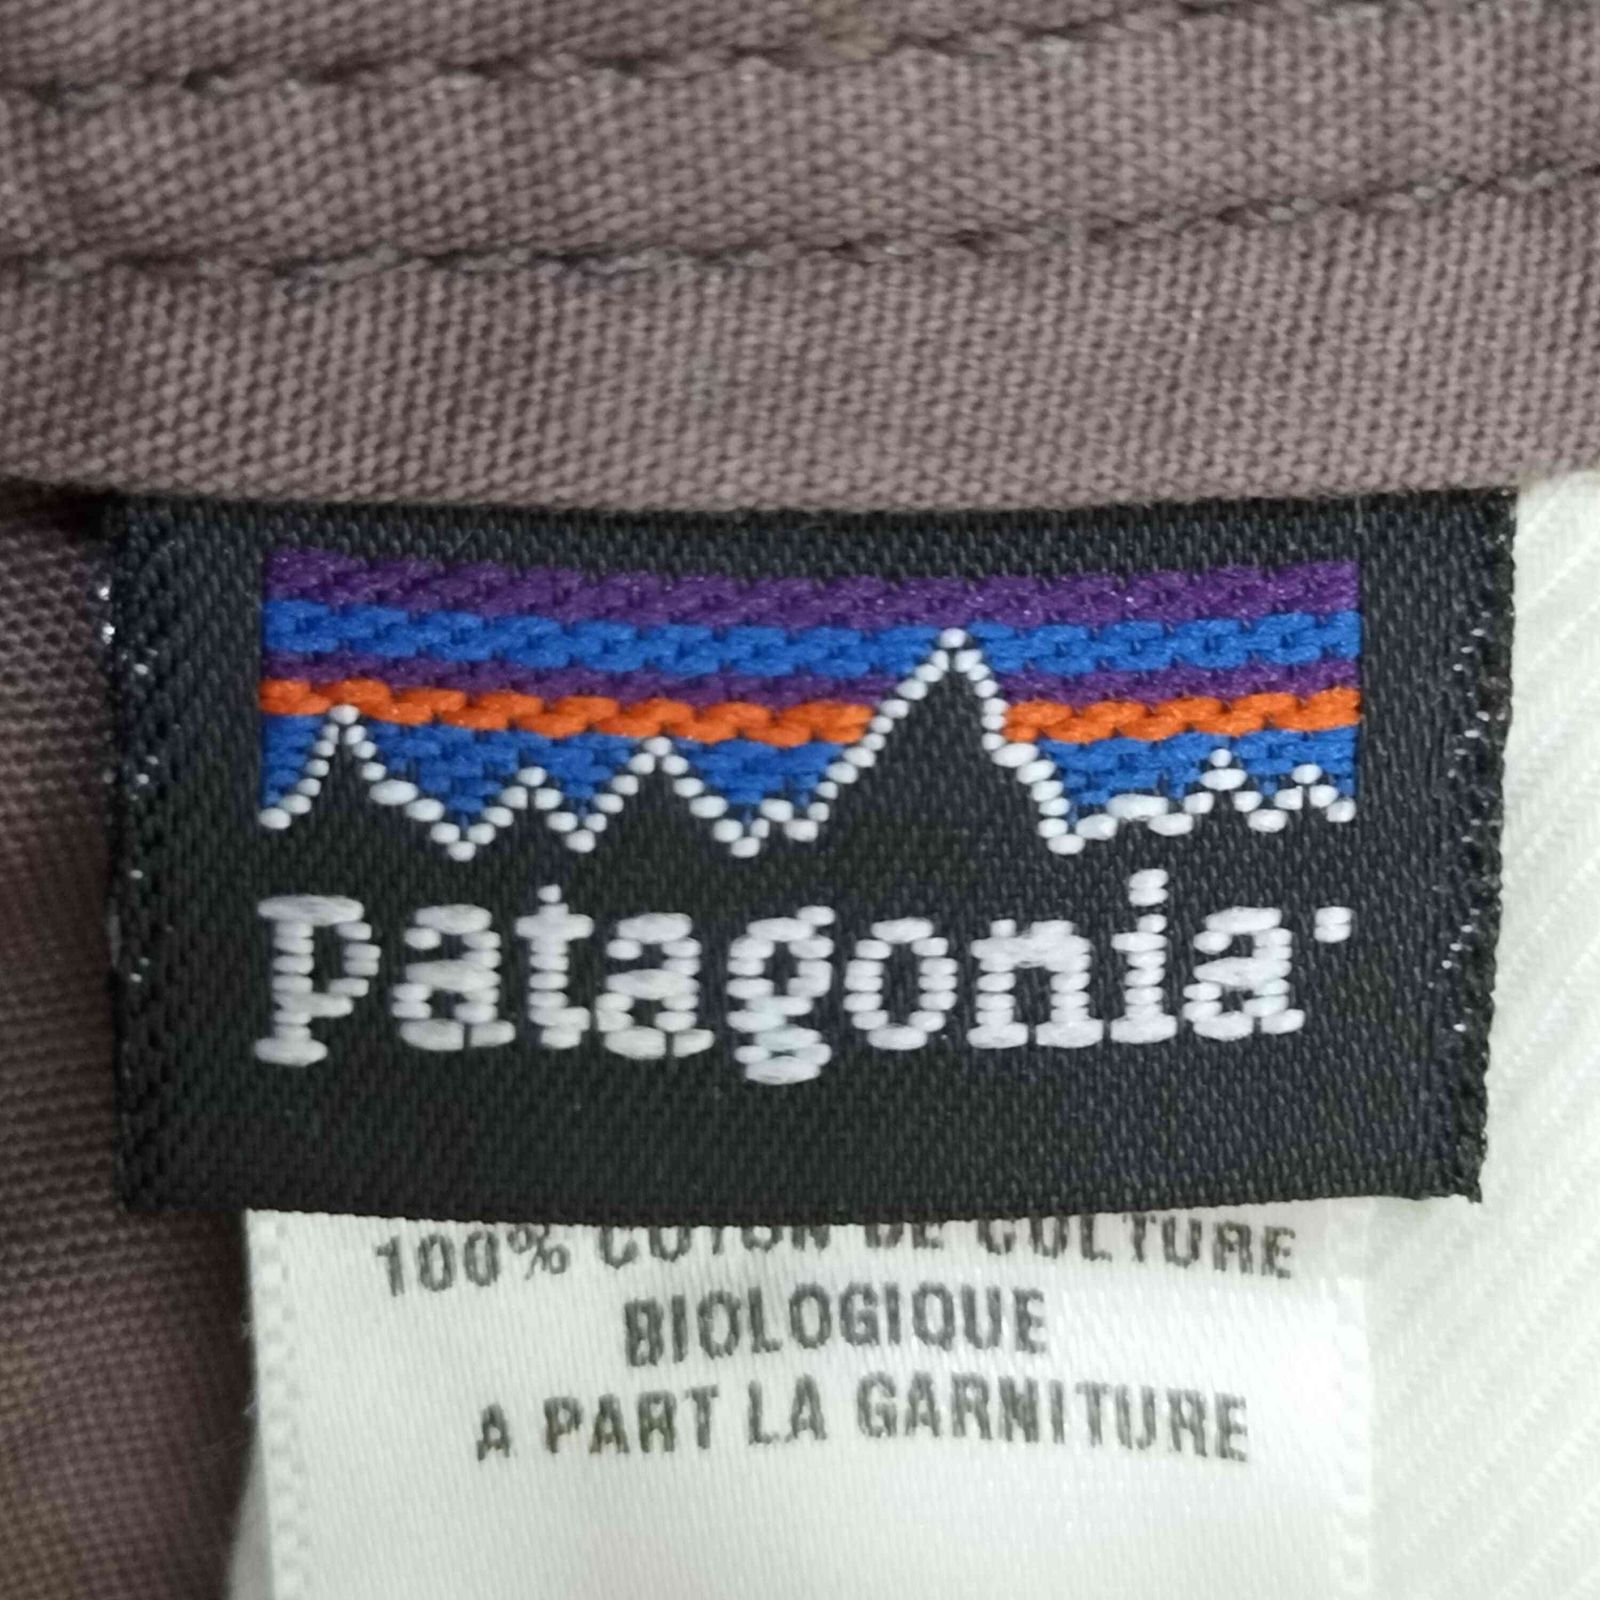 patagonia
100% COTON DE CULTURE
BIOLOGIQUE
A PART LA GARNITURE